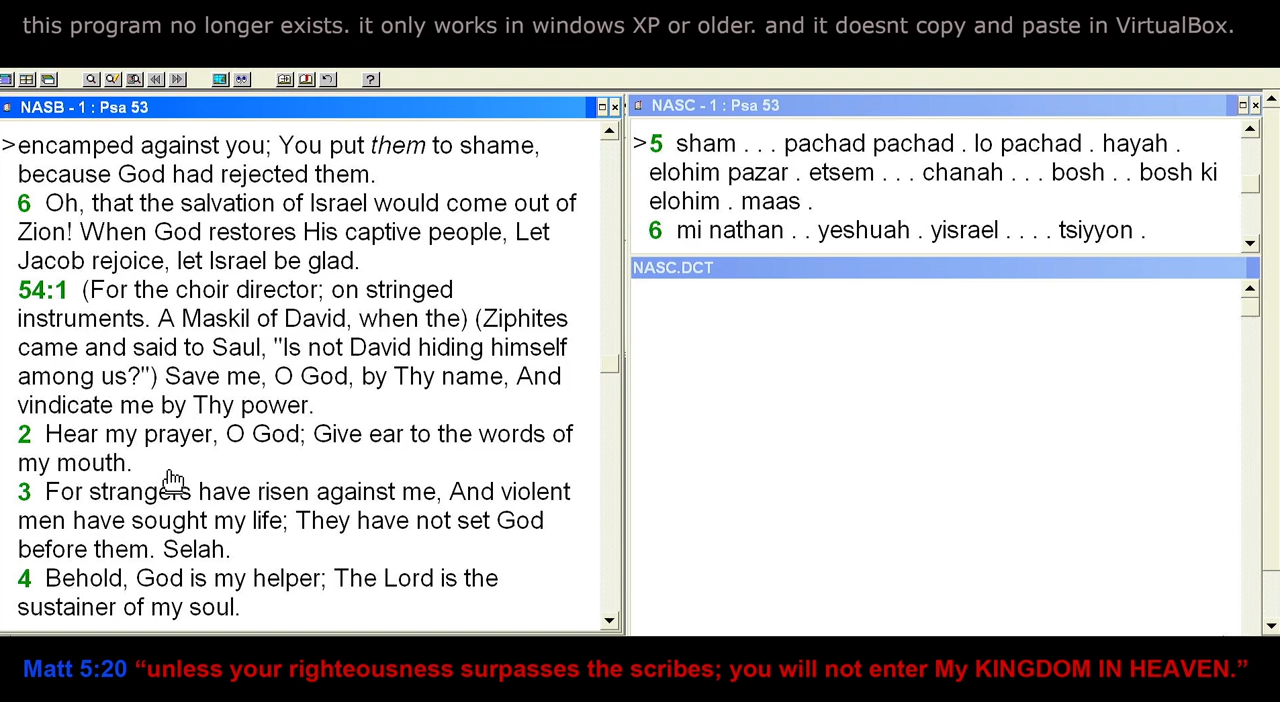 this program no longer exists. it only works in windows XP or older. and it doesnt copy and paste in VirtualBox.
?
NASB - 1 : Psa 53
>encamped against you; You put them to shame,
because God had rejected them.
6 Oh, that the salvation of Israel would come out of
Zion! When God restores His captive people, Let
Jacob rejoice, let Israel be glad.
54:1 (For the choir director; on stringed
instruments. A Maskil of David, when the) (Ziphites
came and said to Saul, "Is not David hiding himself
among us?") Save me, O God, by Thy name, And
vindicate me by Thy power.
2 Hear my prayer, O God; Give ear to the words of
my mouth.
3 For strangers have risen against me, And violent
men have sought my life; They have not set God
before them. Selah.
4 Behold, God is my helper; The Lord is the
sustainer of my soul.
NASC - 1 : Psa 53
>5 sham . . . pachad pachad . lo pachad . hayah .
elohim pazar . etsem . . . chanah . . . bosh . . bosh ki
elohim . maas .
6 mi nathan . . yeshuah . yisrael . . . . tsiyyon .
NASC.DCT
Matt 5:20 “unless your righteousness surpasses the scribes; you will not enter My KINGDOM IN HEAVEN.”